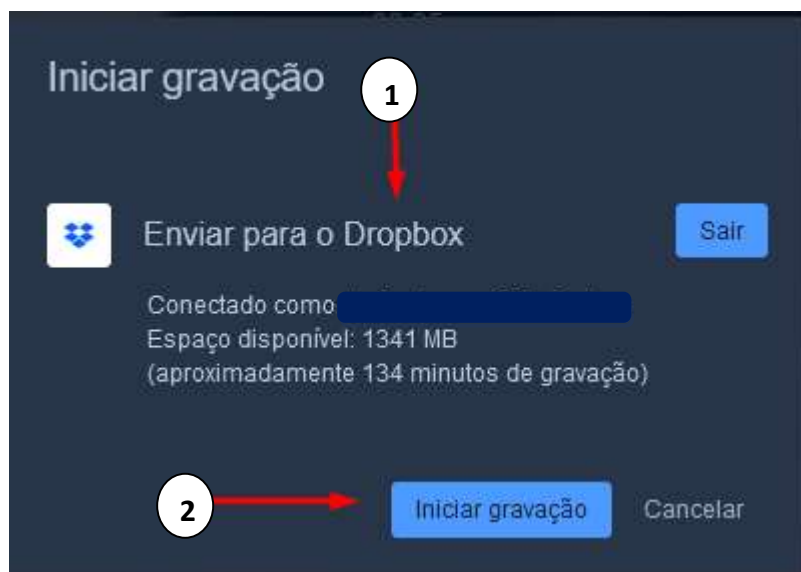 Iniciar gravação
1
Enviar para o Dropbox
Sair
Conectado como
Espaço disponível: 1341 MB
(aproximadamente 134 minutos de gravação)
2
Iniciar gravação
Cancelar